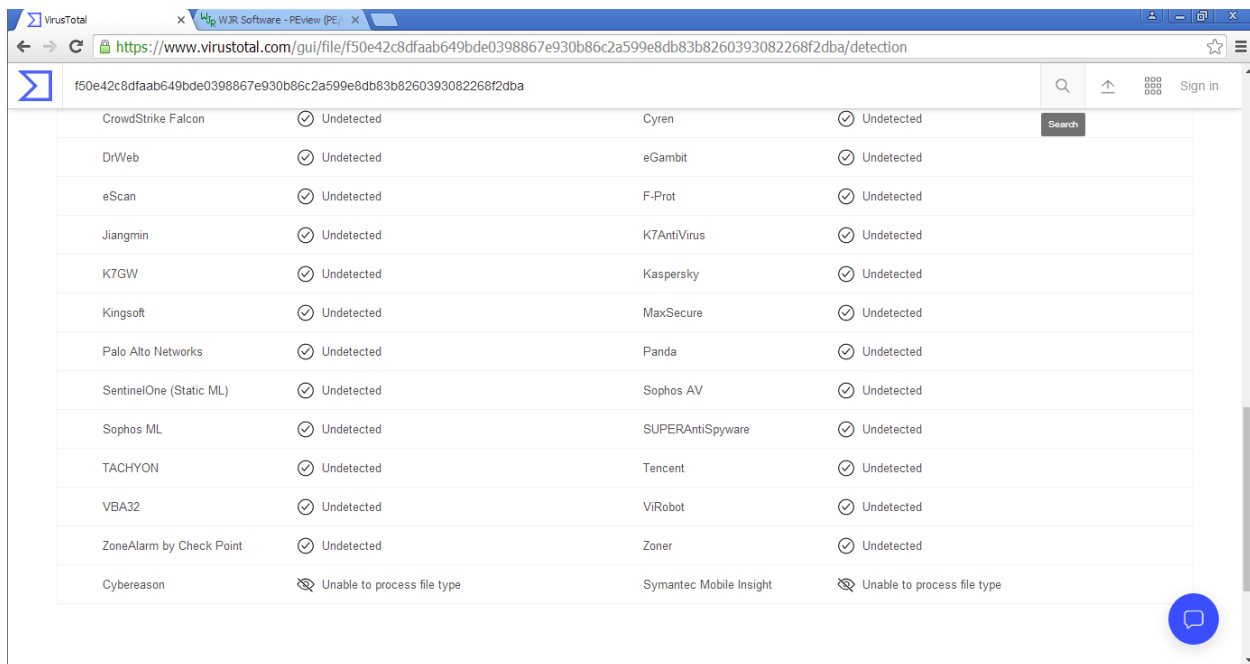 VirusTotal
WJR Software - PEview (PE/
https://www.virustotal.com/gui/file/f50e42c8dfaab649bde0398867e930b86c2a599e8db83b8260393082268f2dba/detection
f50e42c8dfaab649bde0398867e930b86c2a599e8db83b8260393082268f2dba
Sign in
Search
CrowdStrike Falcon Undetected Cyren Undetected
DrWeb Undetected eGambit Undetected
eScan Undetected F-Prot Undetected
Jiangmin Undetected K7AntiVirus Undetected
K7GW Undetected Kaspersky Undetected
Kingsoft Undetected MaxSecure Undetected
Palo Alto Networks Undetected Panda Undetected
SentinelOne (Static ML) Undetected Sophos AV Undetected
Sophos ML Undetected SUPERAntiSpyware Undetected
TACHYON Undetected Tencent Undetected
VBA32 Undetected ViRobot Undetected
ZoneAlarm by Check Point Undetected Zoner Undetected
Cybereason Unable to process file type Symantec Mobile Insight Unable to process file type